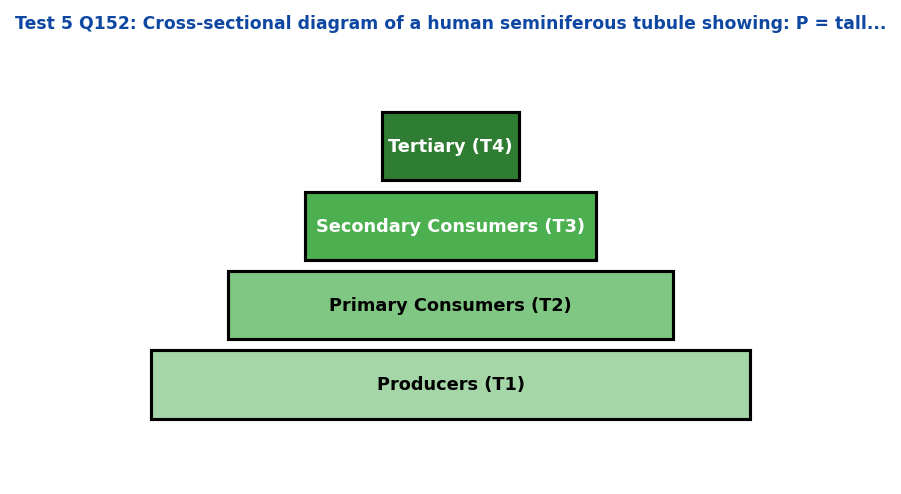 Test 5 Q152: Cross-sectional diagram of a human seminiferous tubule showing: P = tall...
Tertiary (T4)
Secondary Consumers (T3)
Primary Consumers (T2)
Producers (T1)